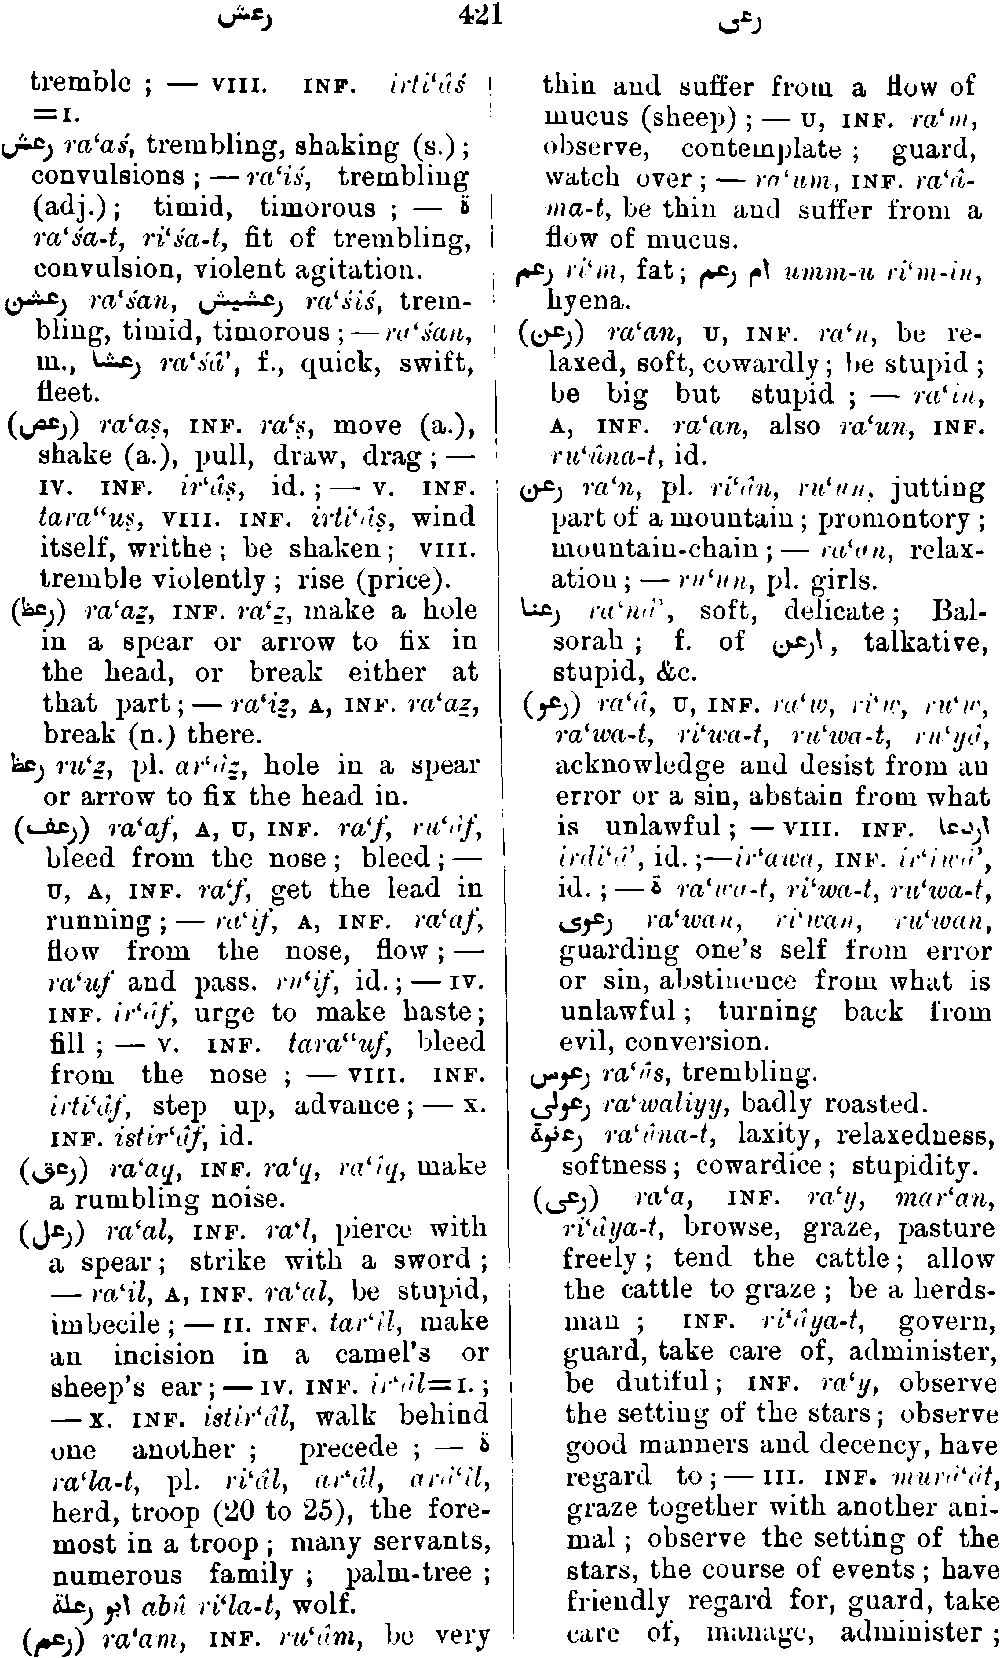 رعش 421 رعى
tremble ; — VIII. INF. irti‘âś
= I.
رعش ra‘aś, trembling, shaking (s.) ;
convulsions ; — ra‘iś, trembling
(adj.) ; timid, timorous ; — ة
ra‘śa-t, ri‘śa-t, fit of trembling,
convulsion, violent agitation.
رعشن ra‘śan, رعشيش ra‘śiś, trem-
bling, timid, timorous ; — ra‘śan,
m., رعشا ra‘śâ’, f., quick, swift,
fleet.
(رعص) ra‘aṣ, INF. ra‘ṣ, move (a.),
shake (a.), pull, draw, drag ; —
IV. INF. ir‘âṣ, id. ; — V. INF.
tara‘‘uṣ, VIII. INF. irti‘âṣ, wind
itself, writhe ; be shaken ; VIII.
tremble violently ; rise (price).
(رعظ) ra‘aẓ, INF. ra‘ẓ, make a hole
in a spear or arrow to fix in
the head, or break either at
that part ; — ra‘iẓ, A, INF. ra‘aẓ,
break (n.) there.
رعظ ru‘ẓ, pl. ar‘âẓ, hole in a spear
or arrow to fix the head in.
(رعف) ra‘af, A, U, INF. ra‘f, ru‘âf,
bleed from the nose ; bleed ; —
U, A, INF. ra‘f, get the lead in
running ; — ra‘if, A, INF. ra‘af,
flow from the nose, flow ; —
ra‘uf and pass. ru‘if, id. ; — IV.
INF. ir‘âf, urge to make haste ;
fill ; — V. INF. tara‘‘uf, bleed
from the nose ; — VIII. INF.
irti‘âf, step up, advance ; — X.
INF. istir‘âf, id.
(رعق) ra‘aq, INF. ra‘q, ra‘îq, make
a rumbling noise.
(رعل) ra‘al, INF. ra‘l, pierce with
a spear ; strike with a sword ;
— ra‘il, A, INF. ra‘al, be stupid,
imbecile ; — II. INF. tar‘îl, make
an incision in a camel's or
sheep's ear ; — IV. INF. ir‘âl = I. ;
— X. INF. istir‘âl, walk behind
one another ; precede ; — ة
ra‘la-t, pl. ri‘âl, ar‘âl, arâ‘îl,
herd, troop (20 to 25), the fore-
most in a troop ; many servants,
numerous family ; palm-tree ;
ابو رعلة abû ri‘la-t, wolf.
(رعم) ra‘am, INF. ru‘âm, be very
thin and suffer from a flow of
mucus (sheep) ; — U, INF. ra‘m,
observe, contemplate ; guard,
watch over ; — ra‘um, INF. ra‘â-
ma-t, be thin and suffer from a
flow of mucus.
رعم ri‘m, fat ; ام رعم umm-u ri‘m-in,
hyena.
(رعن) ra‘an, U, INF. ra‘n, be re-
laxed, soft, cowardly ; be stupid ;
be big but stupid ; — ra‘in,
A, INF. ra‘an, also ra‘un, INF.
ru‘ûna-t, id.
رعن ra‘n, pl. ri‘ân, ru‘ûn, jutting
part of a mountain ; promontory ;
mountain-chain ; — ra‘an, relax-
ation ; — ru‘un, pl. girls.
رعنا ra‘nâ’, soft, delicate ; Bal-
sorah ; f. of ارعن, talkative,
stupid, &c.
(رعو) ra‘â, U, INF. ra‘w, ri‘w, ru‘w,
ra‘wa-t, ri‘wa-t, ru‘wa-t, ru‘yâ,
acknowledge and desist from an
error or a sin, abstain from what
is unlawful ; — VIII. INF. اردعا
irdi‘â’, id. ; — ir‘awa, INF. ir‘iwâ’,
id. ; — ة ra‘wa-t, ri‘wa-t, ru‘wa-t,
رعوى ra‘wan, ri‘wan, ru‘wan,
guarding one's self from error
or sin, abstinence from what is
unlawful ; turning back from
evil, conversion.
رعوس ra‘ûs, trembling.
رعولى ra‘waliyy, badly roasted.
رعونة ra‘ûna-t, laxity, relaxedness,
softness ; cowardice ; stupidity.
(رعى) ra‘a, INF. ra‘y, mar‘an,
ri‘âya-t, browse, graze, pasture
freely ; tend the cattle ; allow
the cattle to graze ; be a herds-
man ; INF. ri‘âya-t, govern,
guard, take care of, administer,
be dutiful ; INF. ra‘y, observe
the setting of the stars ; observe
good manners and decency, have
regard to ; — III. INF. murâ‘ât,
graze together with another ani-
mal ; observe the setting of the
stars, the course of events ; have
friendly regard for, guard, take
care of, manage, administer ;